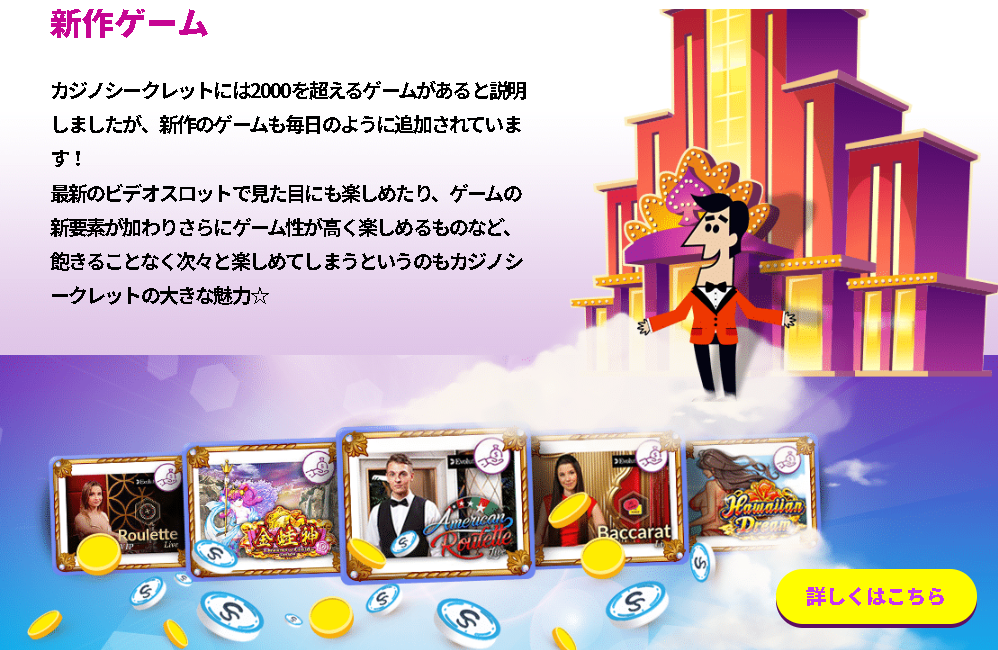 新作ゲーム
カジノシークレットには2000を超えるゲームがあると説明
しましたが、新作のゲームも毎日のように追加されていま
す！
最新のビデオスロットで見た目にも楽しめたり、ゲームの
新要素が加わりさらにゲーム性が高く楽しめるものなど、
飽きることなく次々と楽しめてしまうというのもカジノシ
ークレットの大きな魅力☆
Roulette
VIP Live
金蛙神
American
Roulette
Live
Baccarat
Hawaiian
Dream
詳しくはこちら